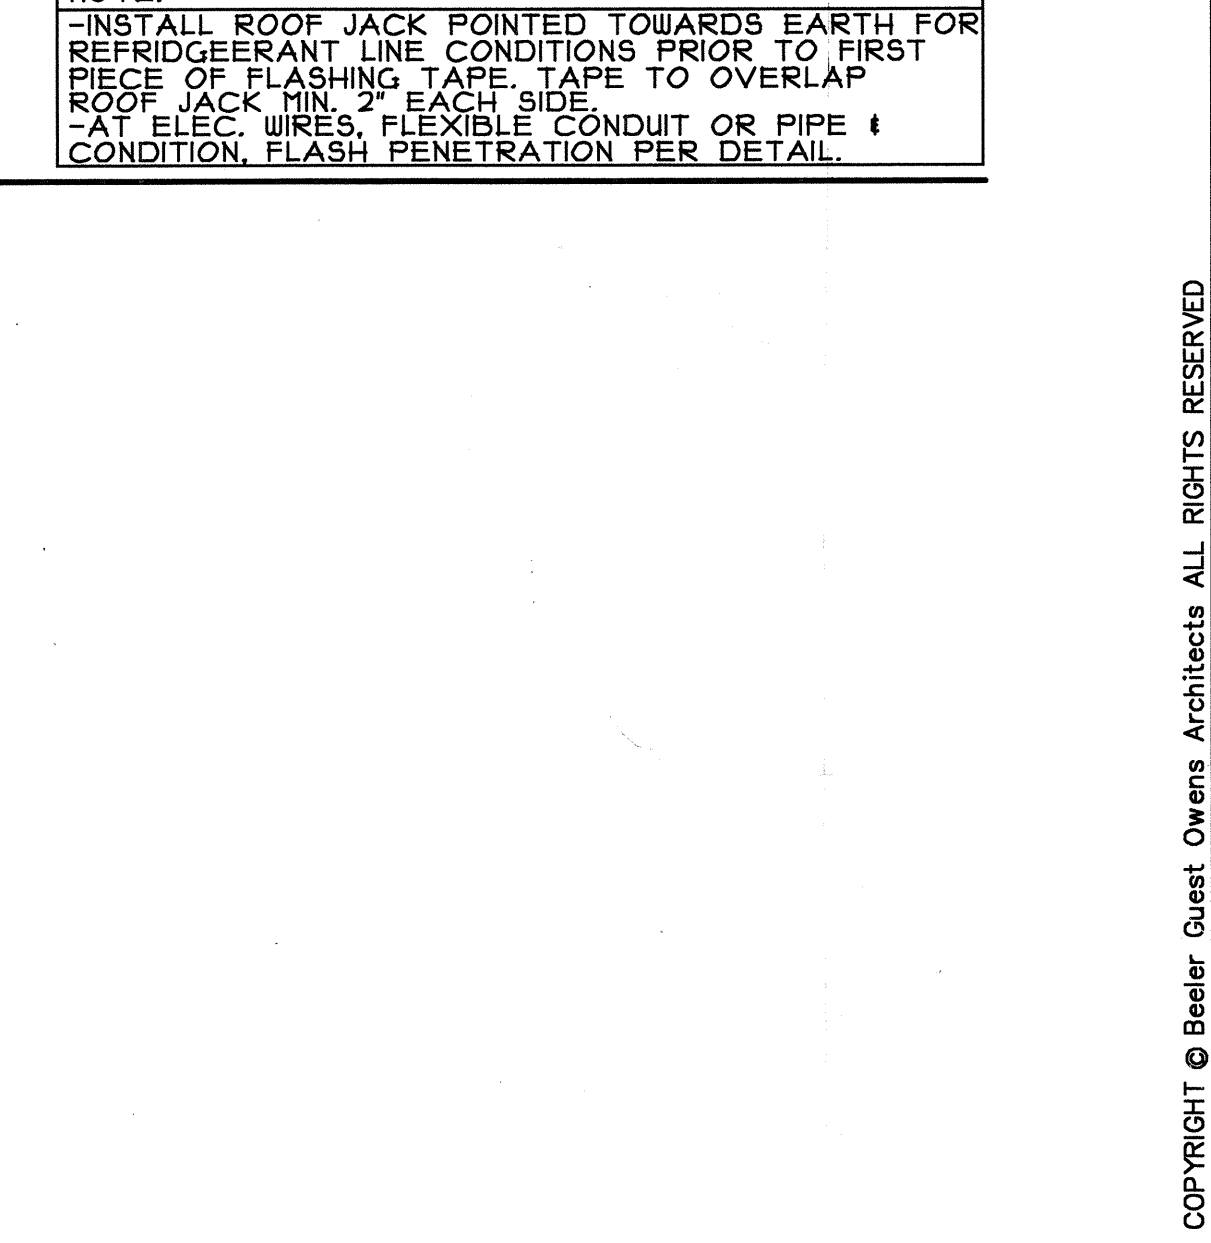 -INSTALL ROOF JACK POINTED TOWARDS EARTH FOR
REFRIDGEERANT LINE CONDITIONS PRIOR TO FIRST
PIECE OF FLASHING TAPE. TAPE TO OVERLAP
ROOF JACK MIN. 2" EACH SIDE.
-AT ELEC. WIRES, FLEXIBLE CONDUIT OR PIPE &
CONDITION, FLASH PENETRATION PER DETAIL.
COPYRIGHT © Beeler Guest Owens Architects ALL RIGHTS RESERVED